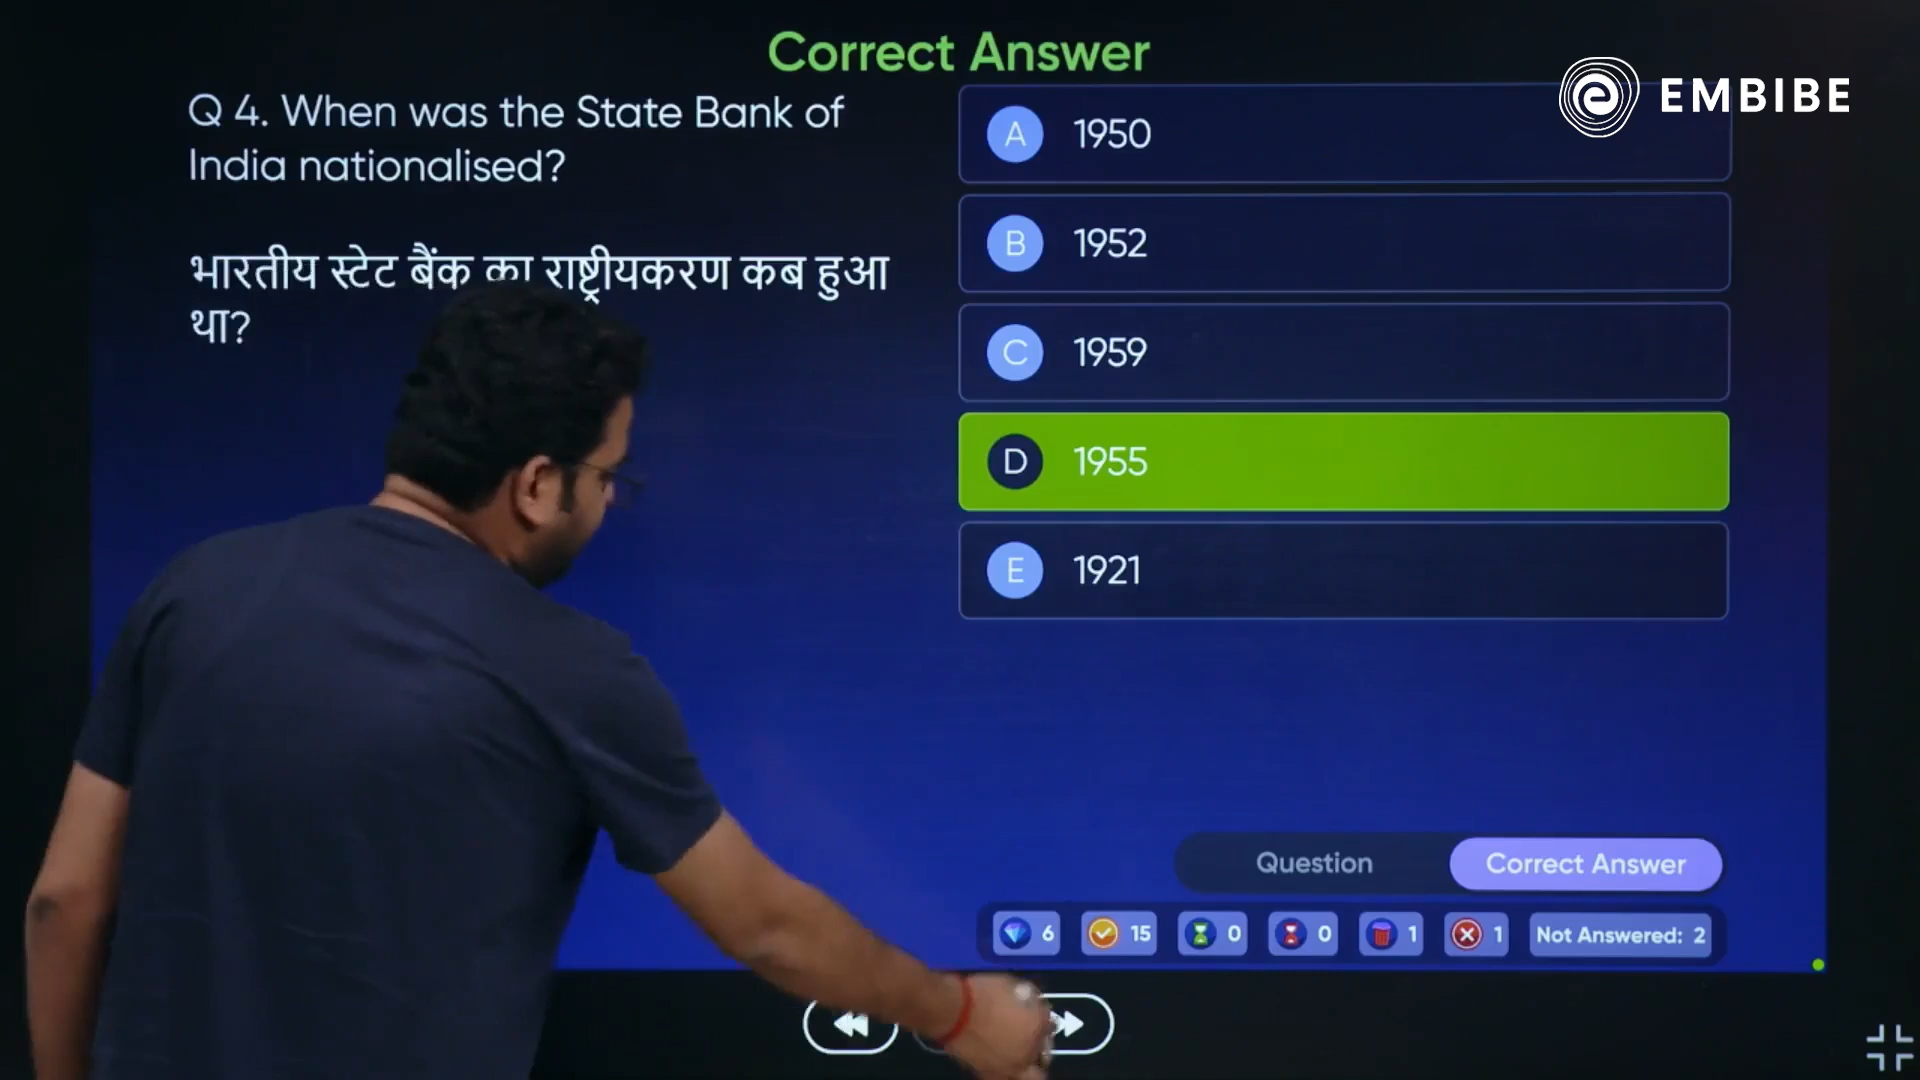 Correct Answer
EMBIBE
Q 4. When was the State Bank of
India nationalised?
भारतीय स्टेट बैंक का राष्ट्रीयकरण कब हुआ
था?
A 1950
B 1952
C 1959
D 1955
E 1921
Question Correct Answer
6 15 0 0 1 1 Not Answered: 2